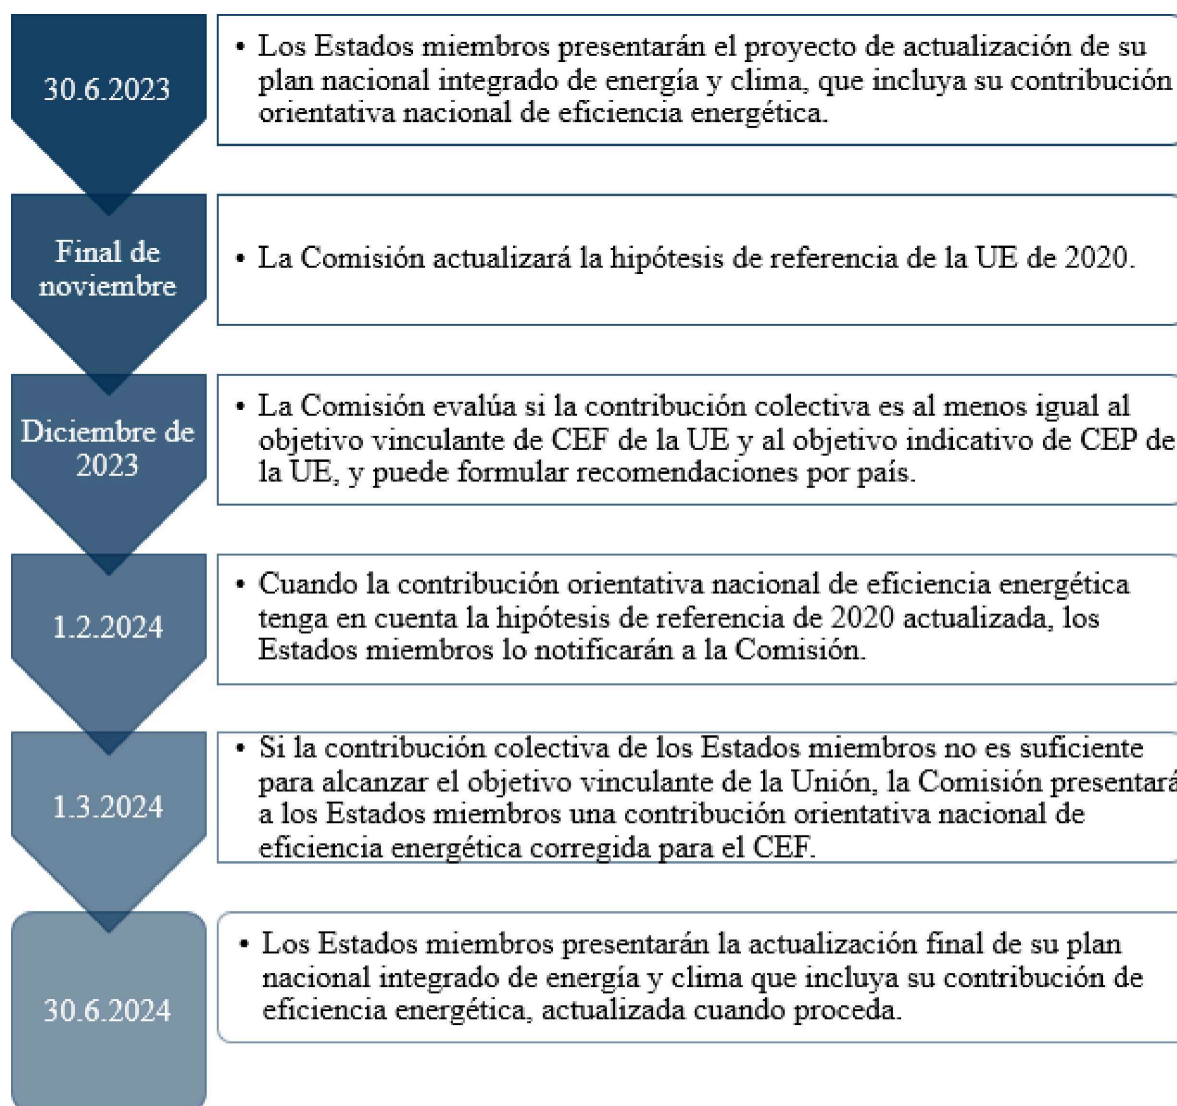 30.6.2023
• Los Estados miembros presentarán el proyecto de actualización de su
plan nacional integrado de energía y clima, que incluya su contribución
orientativa nacional de eficiencia energética.
Final de
noviembre
• La Comisión actualizará la hipótesis de referencia de la UE de 2020.
Diciembre de
2023
• La Comisión evalúa si la contribución colectiva es al menos igual al
objetivo vinculante de CEF de la UE y al objetivo indicativo de CEP de
la UE, y puede formular recomendaciones por país.
1.2.2024
• Cuando la contribución orientativa nacional de eficiencia energética
tenga en cuenta la hipótesis de referencia de 2020 actualizada, los
Estados miembros lo notificarán a la Comisión.
1.3.2024
• Si la contribución colectiva de los Estados miembros no es suficiente
para alcanzar el objetivo vinculante de la Unión, la Comisión presentará
a los Estados miembros una contribución orientativa nacional de
eficiencia energética corregida para el CEF.
30.6.2024
• Los Estados miembros presentarán la actualización final de su plan
nacional integrado de energía y clima que incluya su contribución de
eficiencia energética, actualizada cuando proceda.